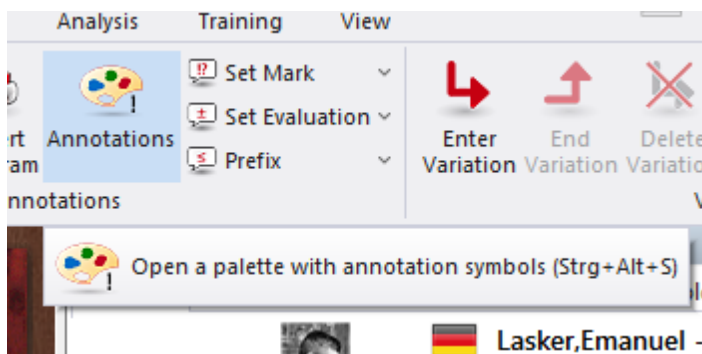 Analysis Training View
Set Mark
Annotations Set Evaluation
Prefix
Enter Variation
End Variation
Delete
Open a palette with annotation symbols (Strg+Alt+S)
Lasker,Emanuel -